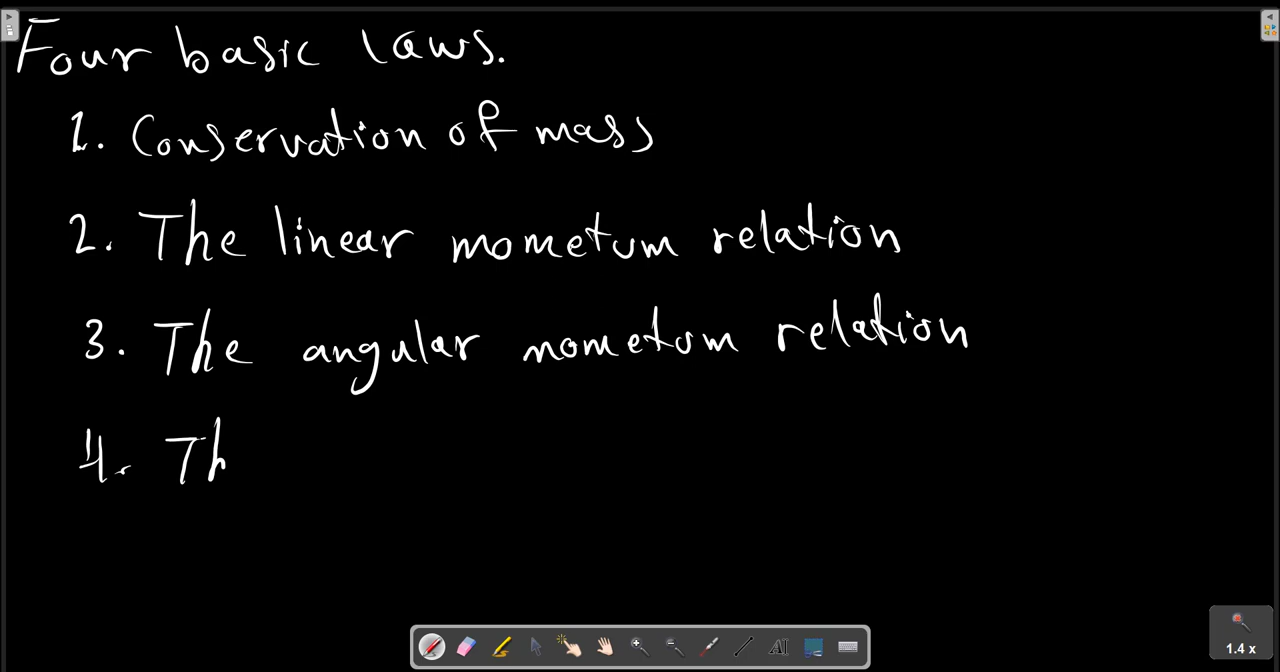 Four basic laws.
1. Conservation of mass
2. The linear mometum relation
3. The angular mometum relation
4. Th
1.4 x